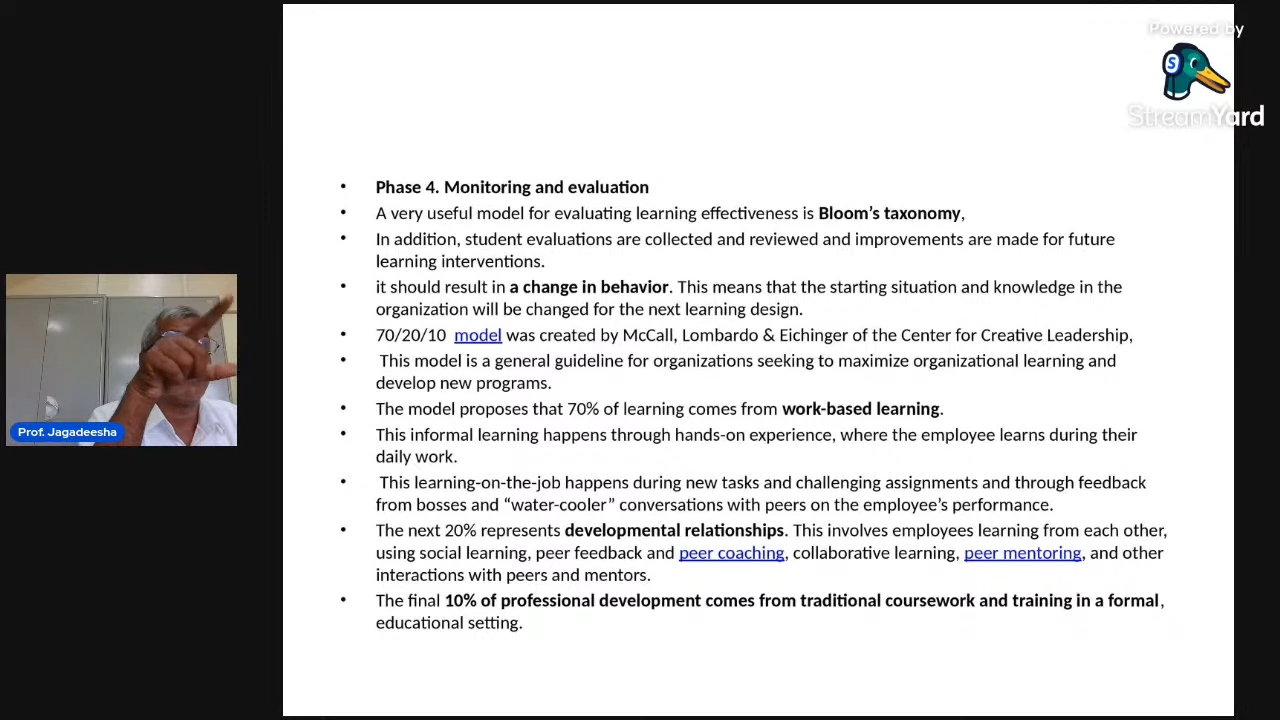 Powered by
StreamYard
• Phase 4. Monitoring and evaluation
• A very useful model for evaluating learning effectiveness is Bloom’s taxonomy,
• In addition, student evaluations are collected and reviewed and improvements are made for future
learning interventions.
• it should result in a change in behavior. This means that the starting situation and knowledge in the
organization will be changed for the next learning design.
• 70/20/10 model was created by McCall, Lombardo & Eichinger of the Center for Creative Leadership,
• This model is a general guideline for organizations seeking to maximize organizational learning and
develop new programs.
• The model proposes that 70% of learning comes from work-based learning.
• This informal learning happens through hands-on experience, where the employee learns during their
daily work.
• This learning-on-the-job happens during new tasks and challenging assignments and through feedback
from bosses and “water-cooler” conversations with peers on the employee’s performance.
• The next 20% represents developmental relationships. This involves employees learning from each other,
using social learning, peer feedback and peer coaching, collaborative learning, peer mentoring, and other
interactions with peers and mentors.
• The final 10% of professional development comes from traditional coursework and training in a formal,
educational setting.
Prof. Jagadeesha